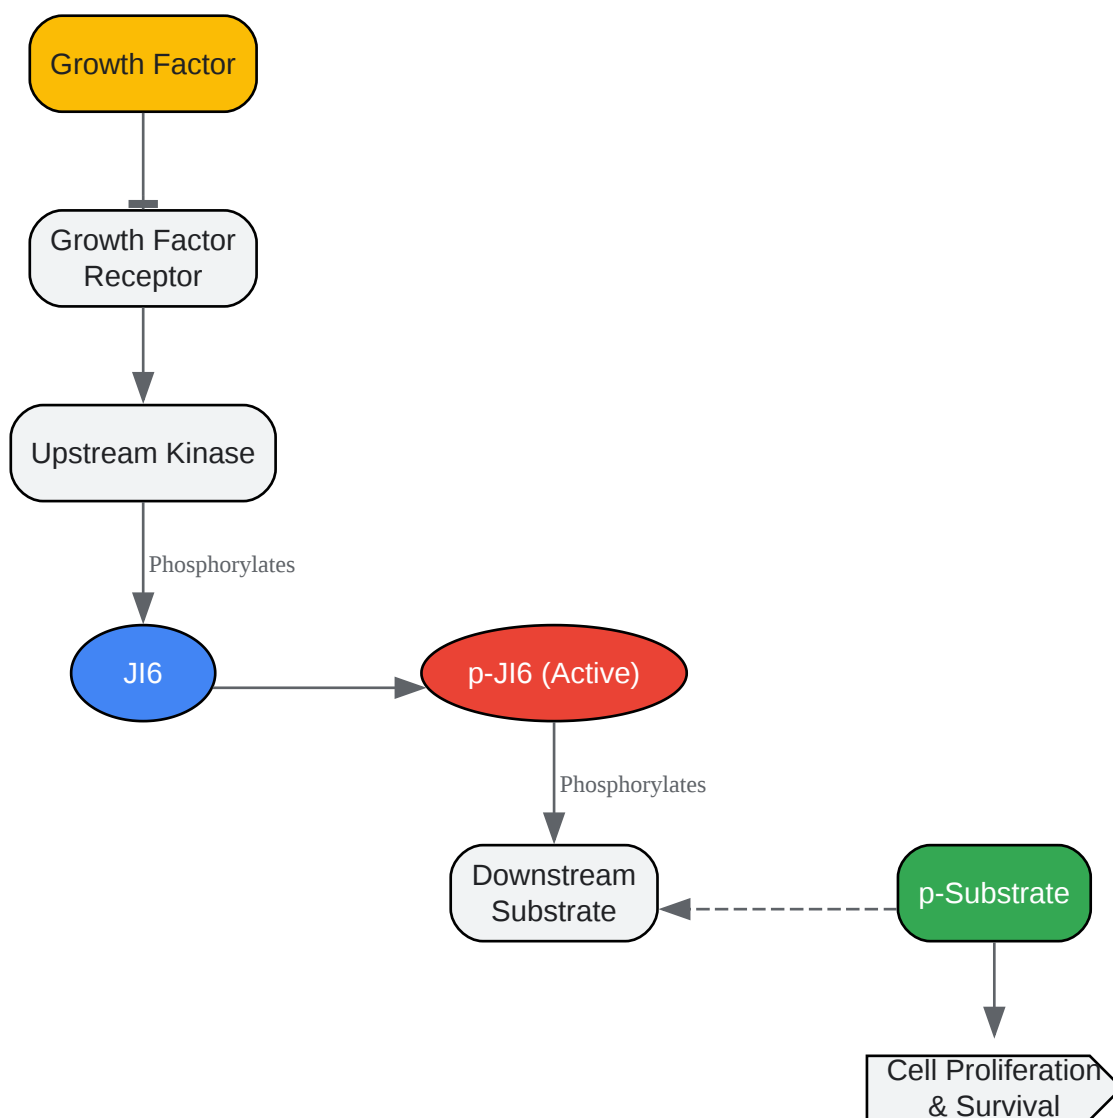 Growth Factor
Growth Factor
Receptor
Upstream Kinase
Phosphorylates
JI6
p-JI6 (Active)
Phosphorylates
Downstream
Substrate
p-Substrate
Cell Proliferation
& Survival